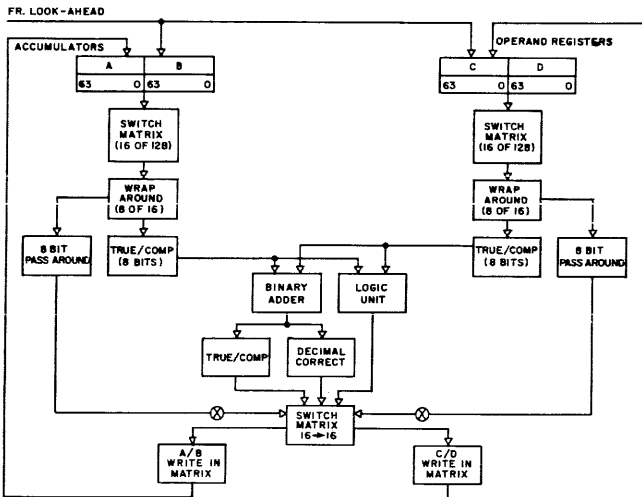 FR. LOOK-AHEAD
ACCUMULATORS
OPERAND REGISTERS
A B
63 0 63 0
C D
63 0 63 0
SWITCH
MATRIX
(16 OF 128)
SWITCH
MATRIX
(16 OF 128)
WRAP
AROUND
(8 OF 16)
WRAP
AROUND
(8 OF 16)
8 BIT
PASS AROUND
TRUE/COMP
(8 BITS)
TRUE/COMP
(8 BITS)
8 BIT
PASS AROUND
BINARY
ADDER
LOGIC
UNIT
TRUE/COMP
DECIMAL
CORRECT
SWITCH
MATRIX
16→16
A/B
WRITE IN
MATRIX
C/D
WRITE IN
MATRIX